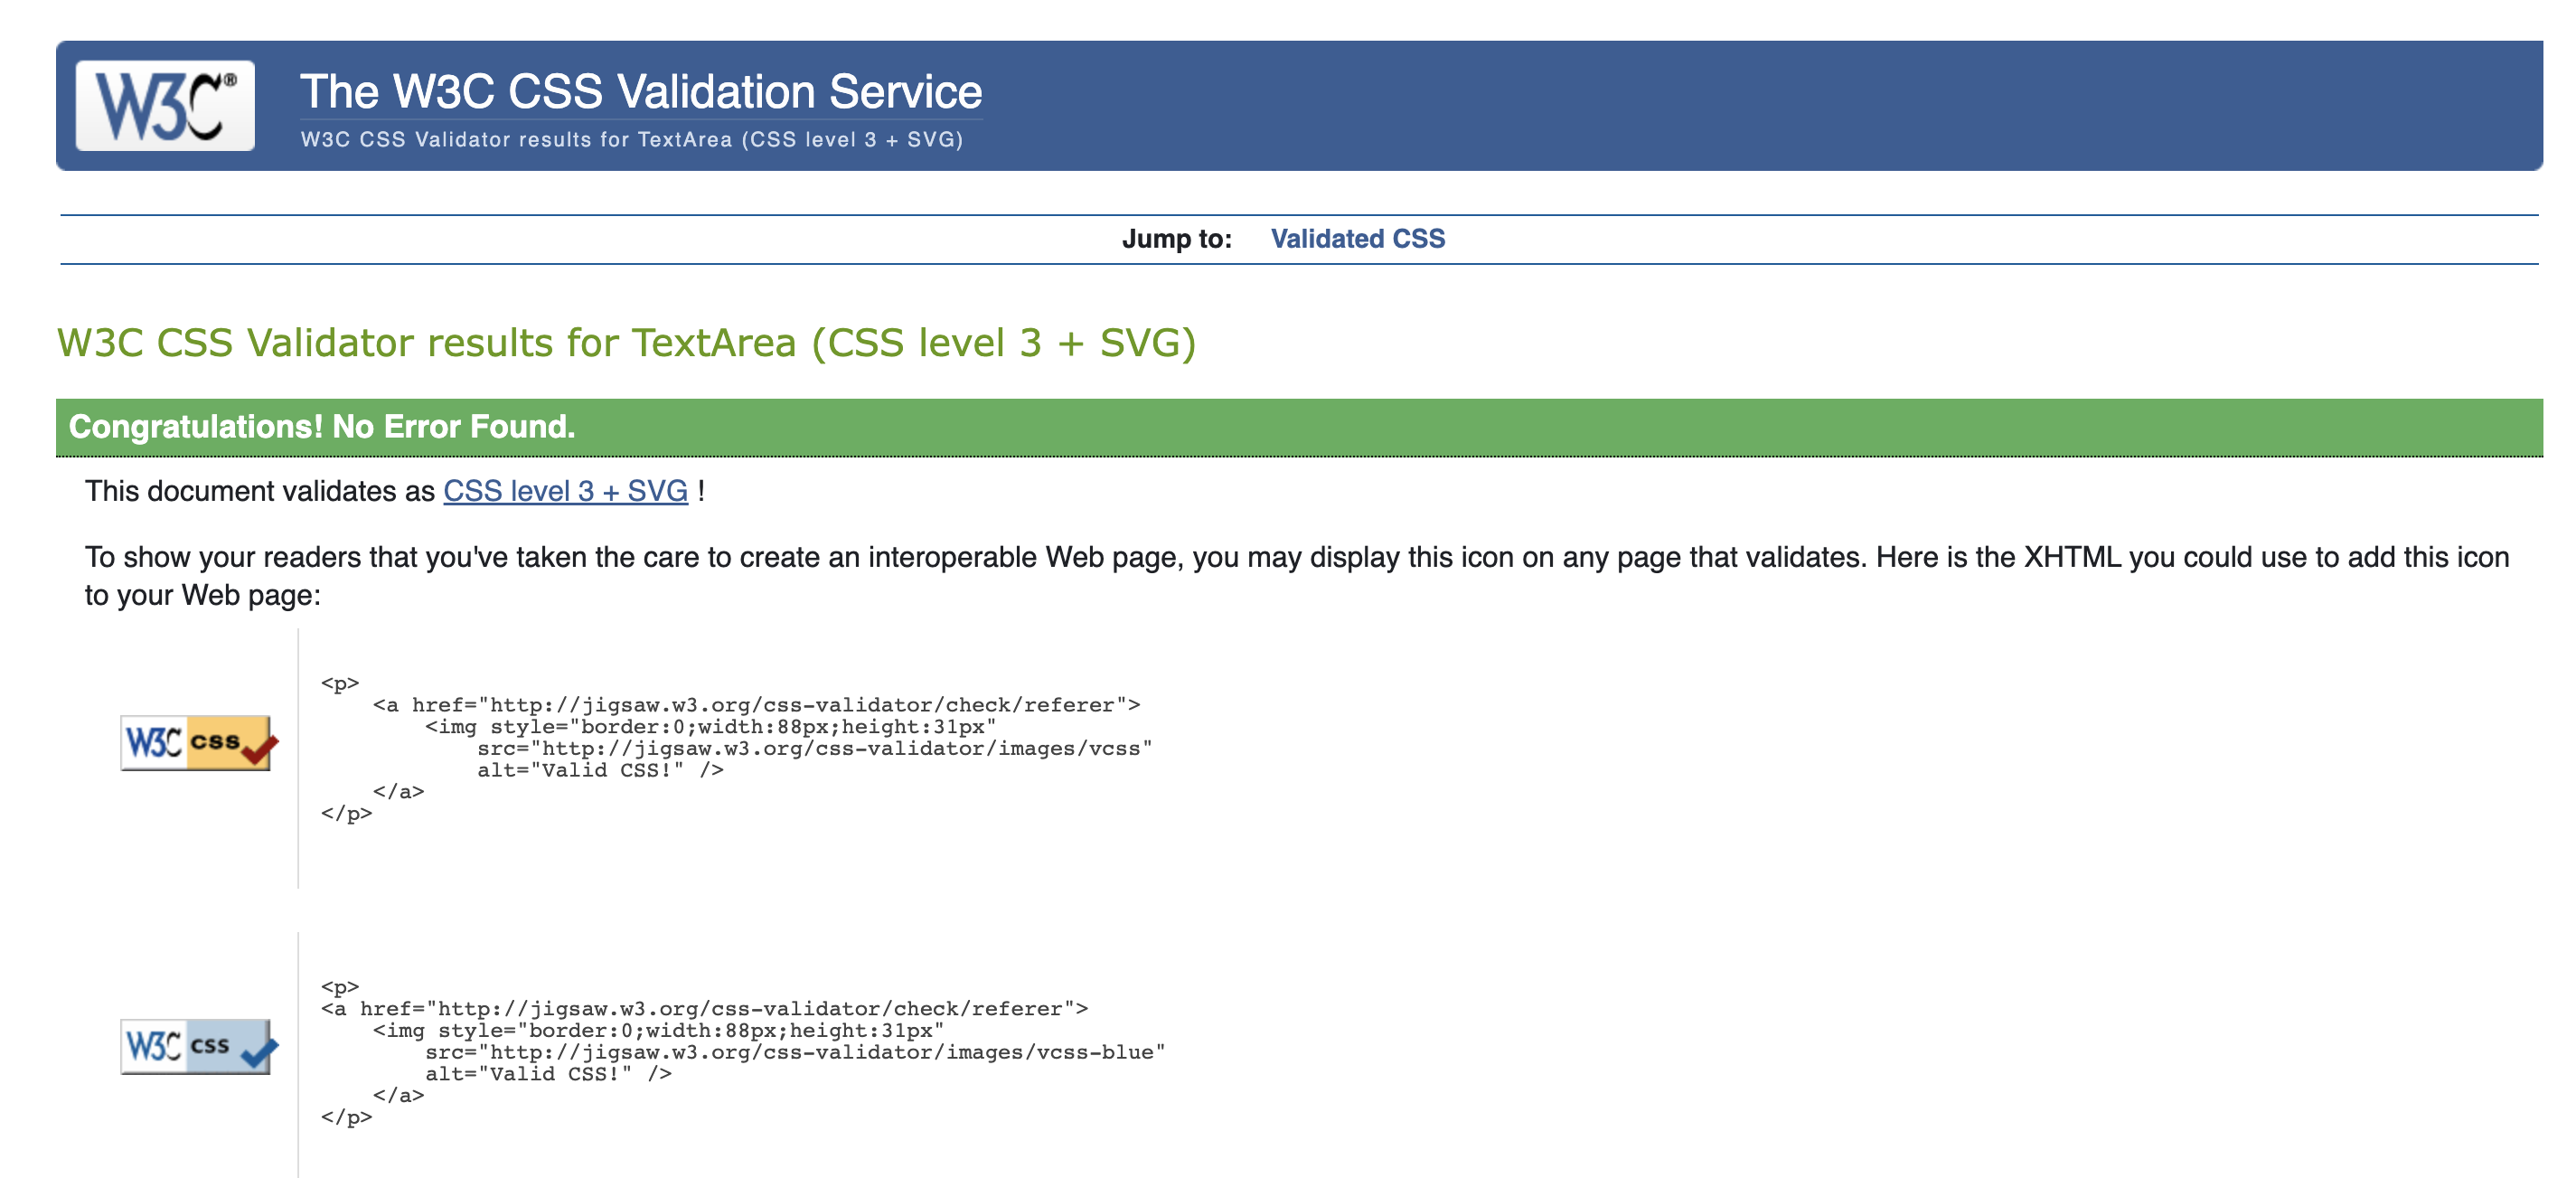 W3C®
The W3C CSS Validation Service
W3C CSS Validator results for TextArea (CSS level 3 + SVG)
Jump to: Validated CSS
W3C CSS Validator results for TextArea (CSS level 3 + SVG)
Congratulations! No Error Found.
This document validates as CSS level 3 + SVG !
To show your readers that you've taken the care to create an interoperable Web page, you may display this icon on any page that validates. Here is the XHTML you could use to add this icon
to your Web page:
W3C css
<p>
    <a href="http://jigsaw.w3.org/css-validator/check/referer">
        <img style="border:0;width:88px;height:31px"
            src="http://jigsaw.w3.org/css-validator/images/vcss"
            alt="Valid CSS!" />
    </a>
</p>
W3C css
<p>
<a href="http://jigsaw.w3.org/css-validator/check/referer">
    <img style="border:0;width:88px;height:31px"
        src="http://jigsaw.w3.org/css-validator/images/vcss-blue"
        alt="Valid CSS!" />
    </a>
</p>